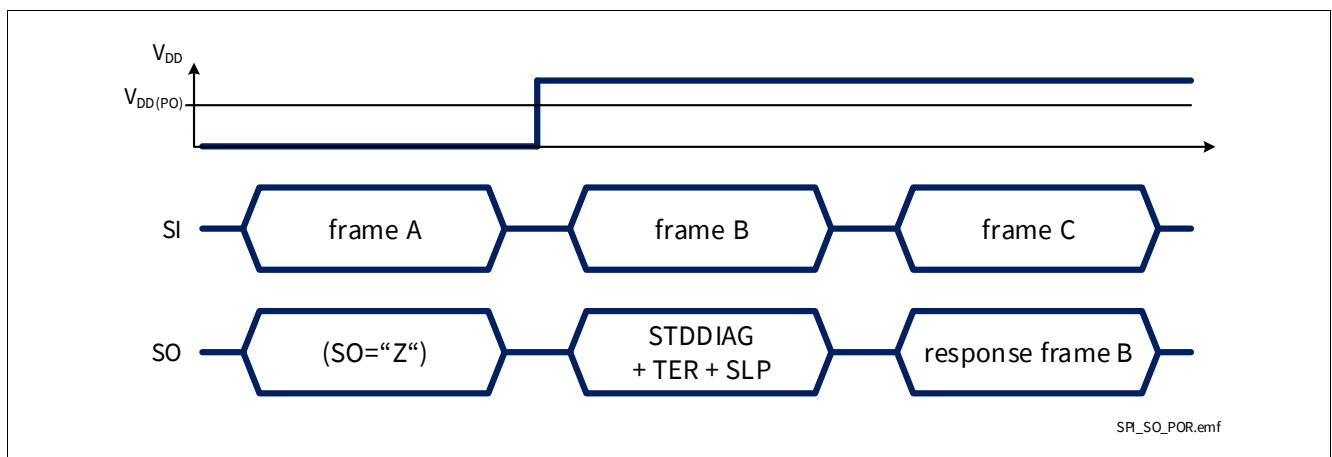 VDD
VDD(PO)
SI
frame A
frame B
frame C
SO
(SO=“Z“)
STDDIAG
+ TER + SLP
response frame B
SPI_SO_POR.emf